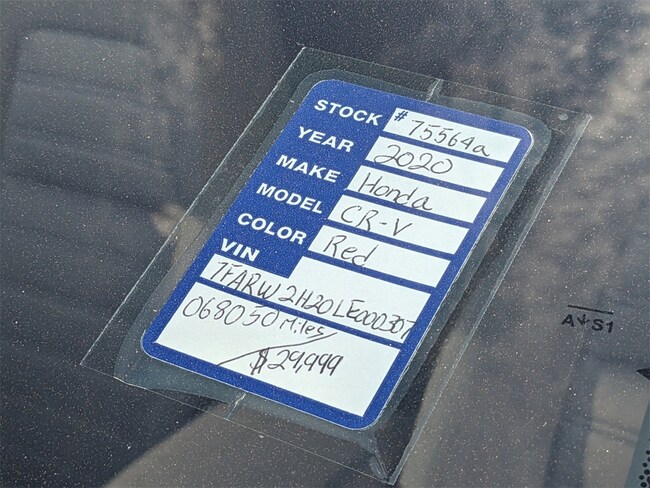 STOCK #75564a
YEAR 2020
MAKE Honda
MODEL CR-V
COLOR Red
VIN
7FARW2H20LE000307
068050 Miles
$29,999
A↓S1